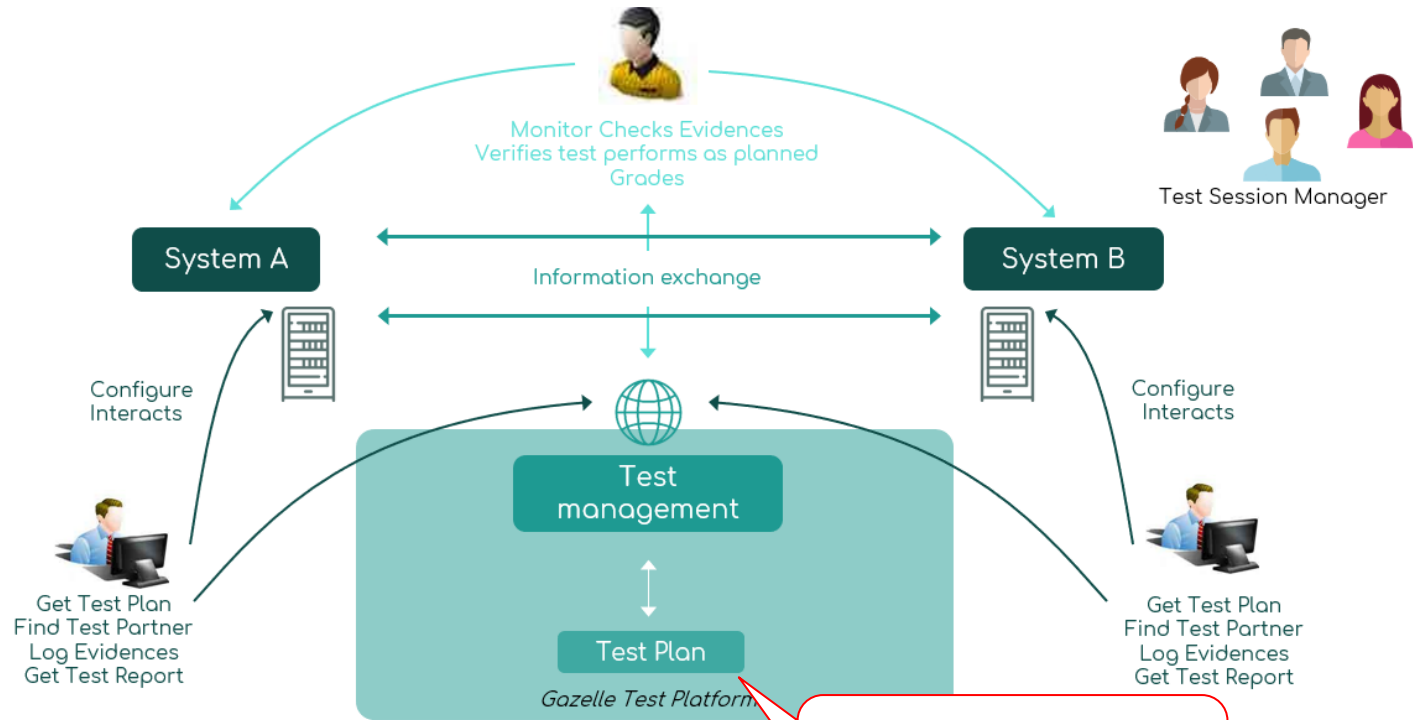 Monitor Checks Evidences
Verifies test performs as planned
Grades
Test Session Manager
System A
System B
Information exchange
Configure
Interacts
Configure
Interacts
Test
management
Get Test Plan
Find Test Partner
Log Evidences
Get Test Report
Get Test Plan
Find Test Partner
Log Evidences
Get Test Report
Test Plan
Gazelle Test Platform